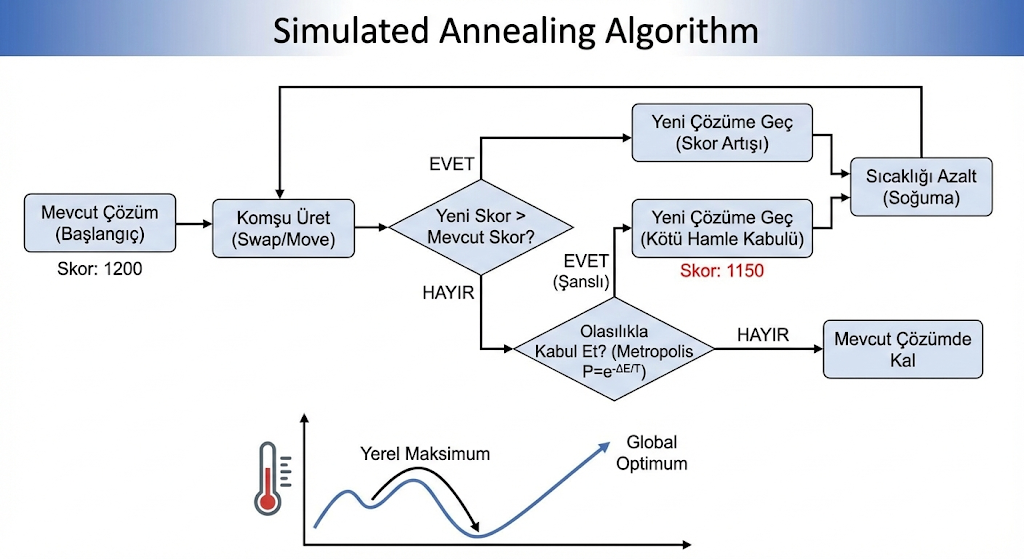 Simulated Annealing Algorithm
Mevcut Çözüm
(Başlangıç)
Skor: 1200
Komşu Üret
(Swap/Move)
Yeni Skor >
Mevcut Skor?
EVET
HAYIR
Yeni Çözüme Geç
(Skor Artışı)
Yeni Çözüme Geç
(Kötü Hamle Kabulü)
Skor: 1150
EVET
(Şanslı)
Olasılıkla
Kabul Et? (Metropolis
P=e^-ΔE/T)
HAYIR
Sıcaklığı Azalt
(Soğuma)
Mevcut Çözümde
Kal
Yerel Maksimum
Global
Optimum